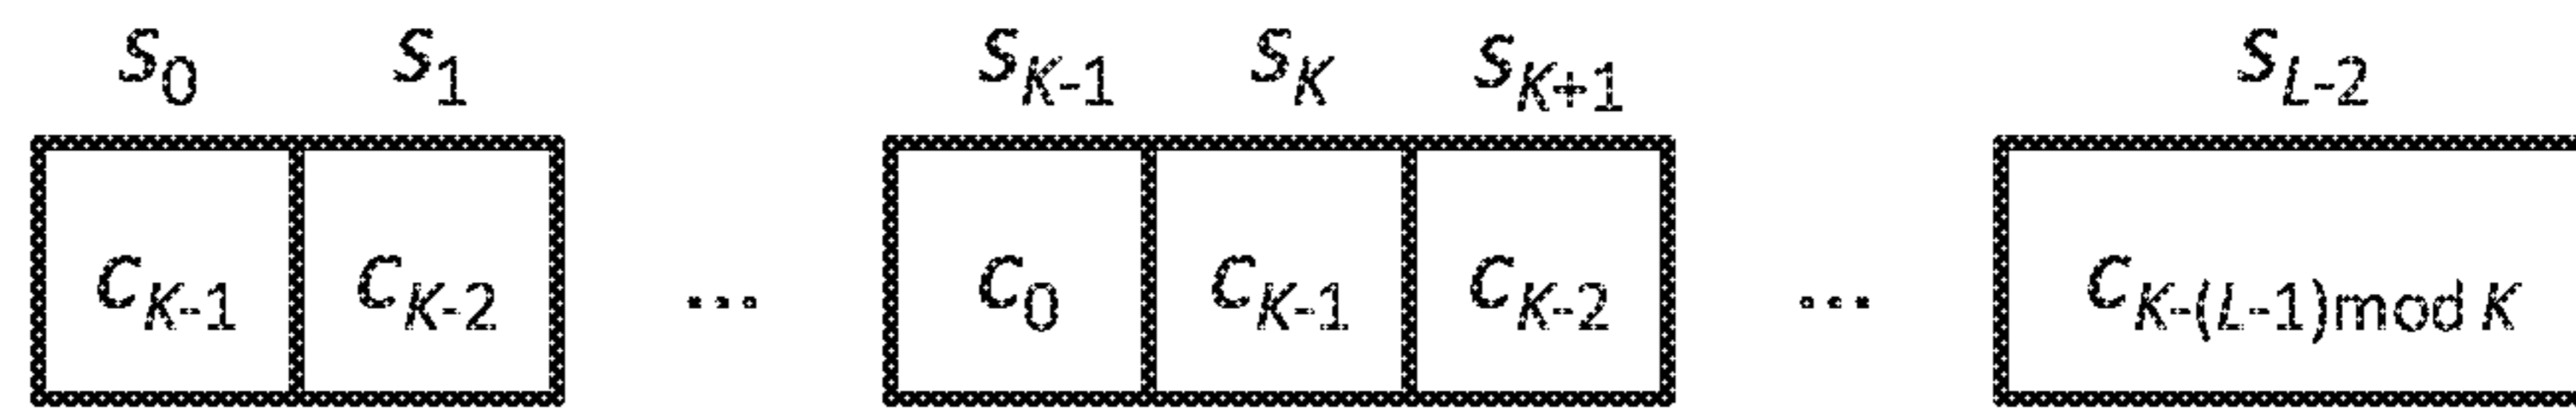 S0 S1 SK-1 SK SK+1 SL-2
CK-1 CK-2 ... C0 CK-1 CK-2 ... CK-(L-1)mod K